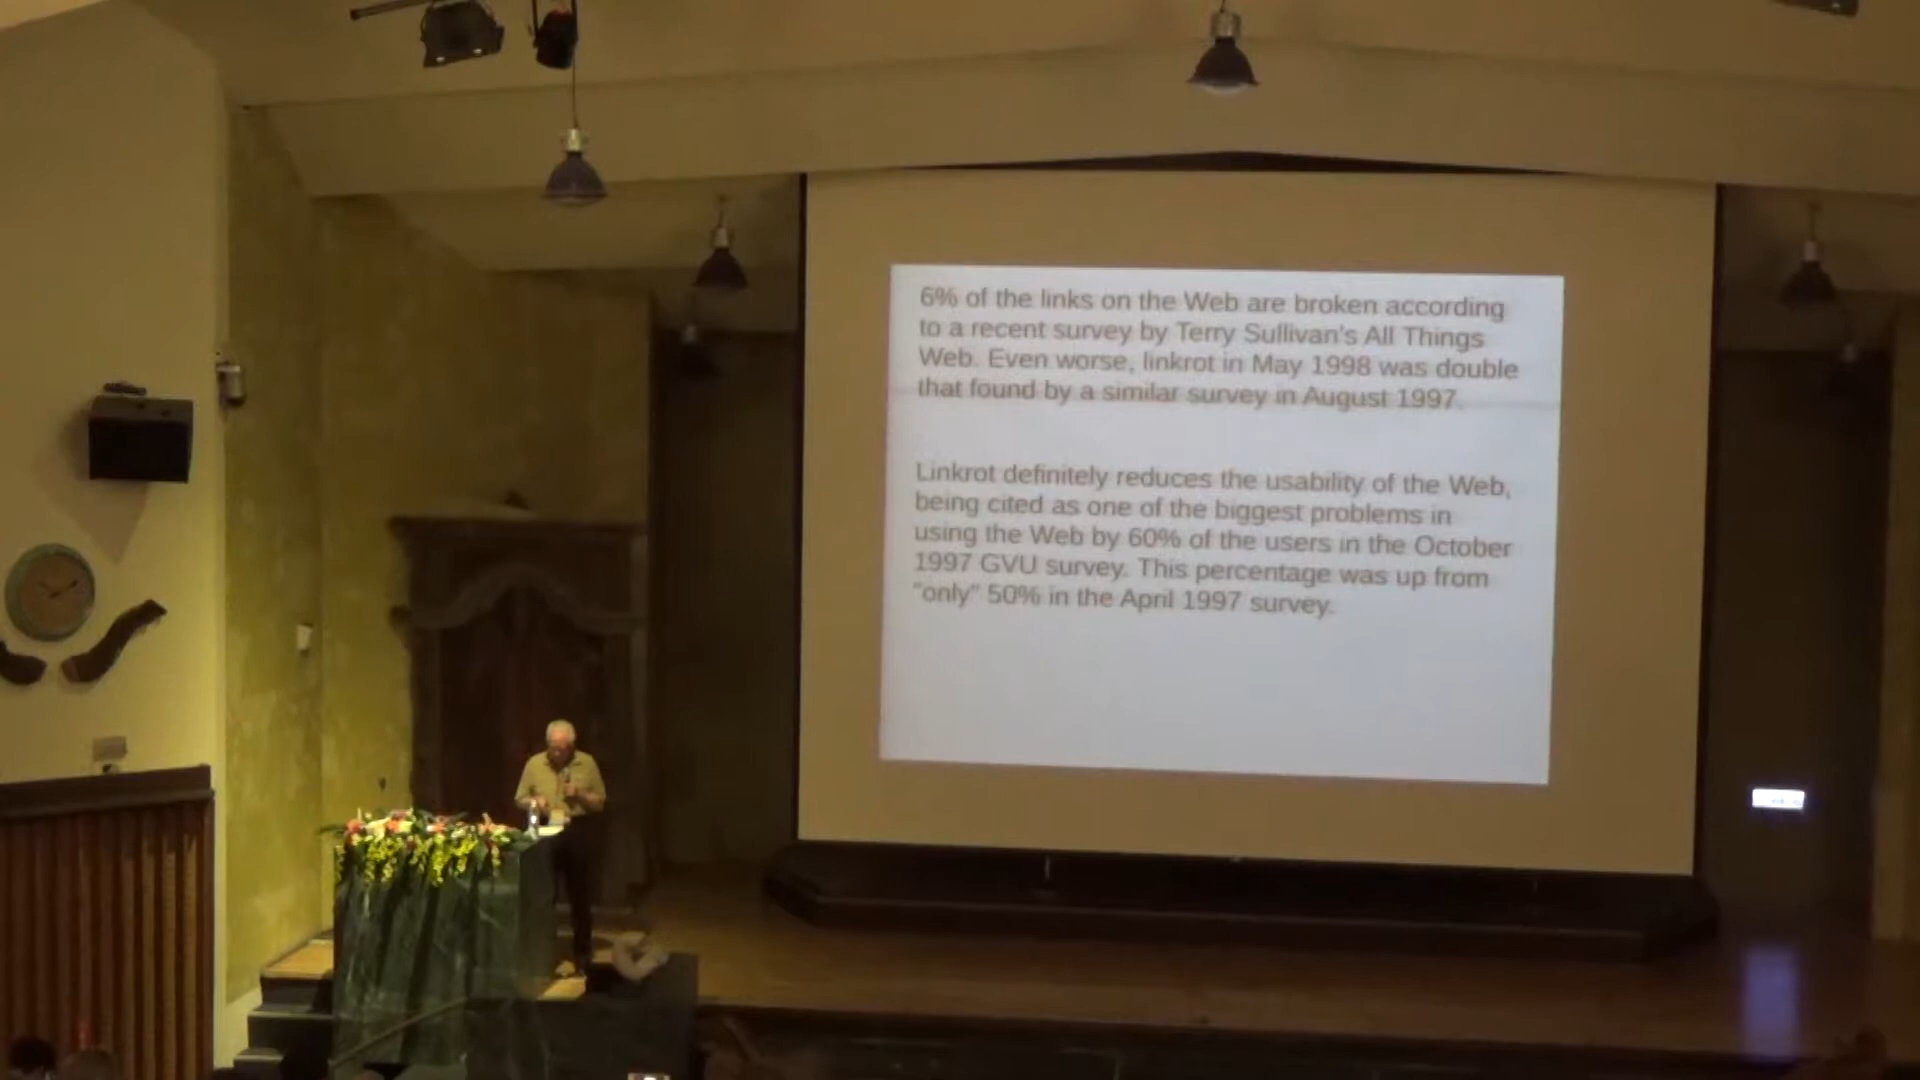 6% of the links on the Web are broken according
to a recent survey by Terry Sullivan's All Things
Web. Even worse, linkrot in May 1998 was double
that found by a similar survey in August 1997.
Linkrot definitely reduces the usability of the Web,
being cited as one of the biggest problems in
using the Web by 60% of the users in the October
1997 GVU survey. This percentage was up from
"only" 50% in the April 1997 survey.